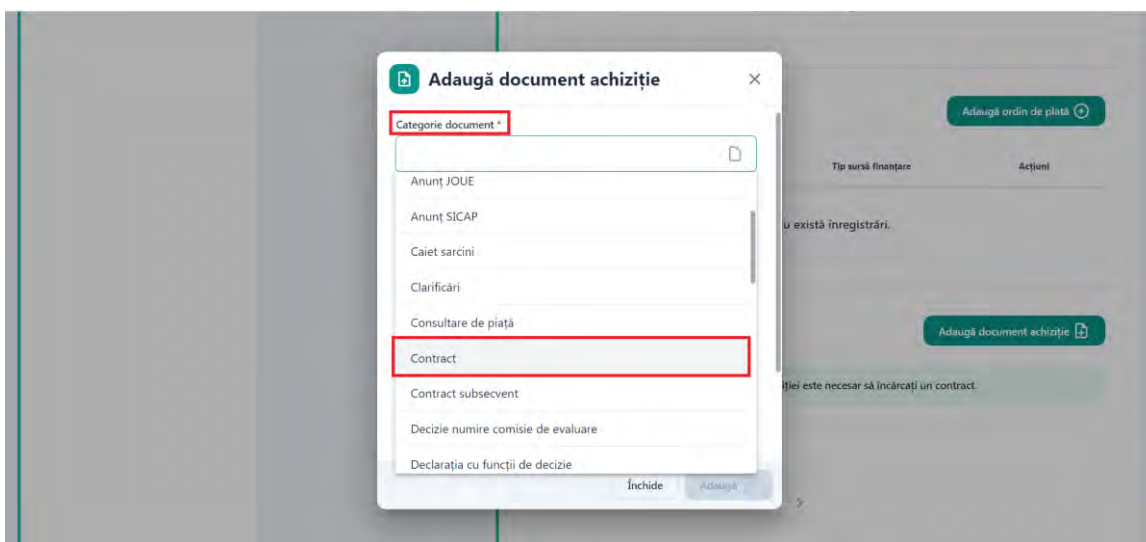 Adaugă document achiziție
Categorie document *
Anunț JOUE
Anunț SICAP
Caiet sarcini
Clarificări
Consultare de piață
Contract
Contract subsecvent
Decizie numire comisie de evaluare
Declarația cu funcții de decizie
Închide
Adaugă
Adaugă ordin de plată
Tip sursă finanțare
Acțiuni
u există înregistrări.
Adaugă document achiziție
ției este necesar să încărcați un contract.